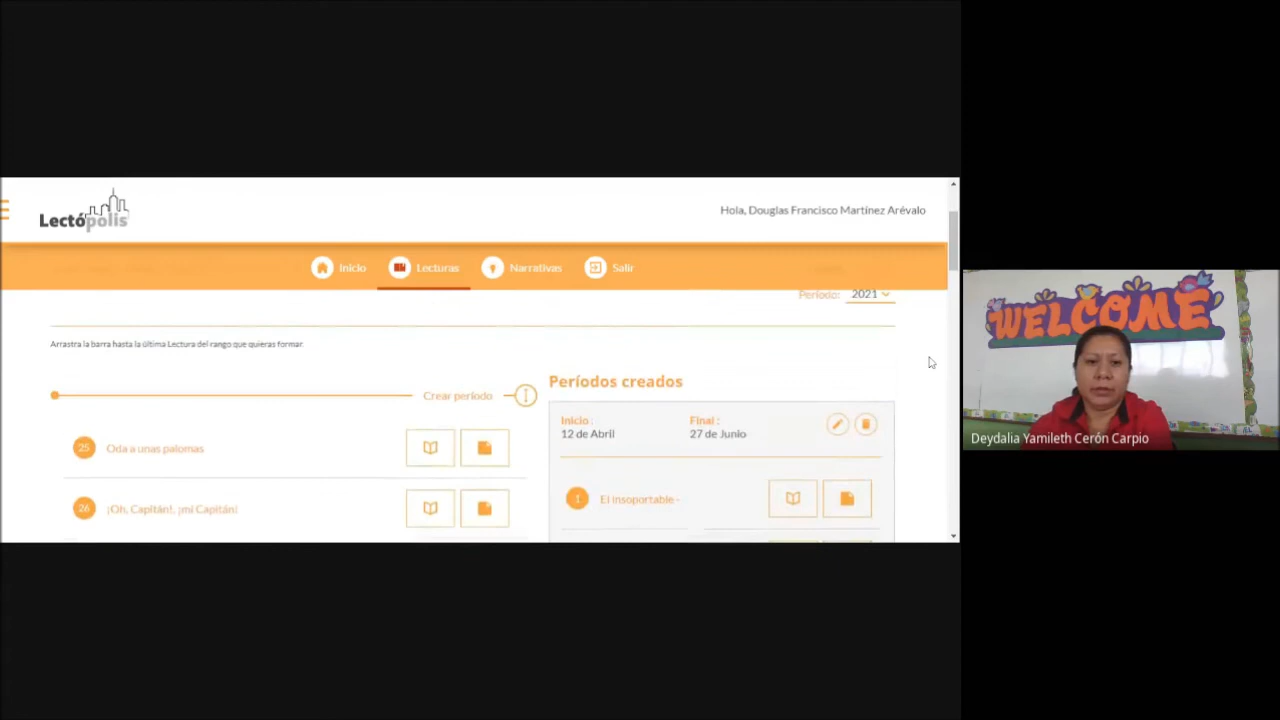 Lectópolis
Hola, Douglas Francisco Martínez Arévalo
Inicio
Lecturas
Narrativas
Salir
Período: 2021
Arrastra la barra hasta la última Lectura del rango que quieras formar.
Crear período
25 Oda a unas palomas
26 ¡Oh, Capitán!, ¡mi Capitán!
Períodos creados
Inicio : Final :
12 de Abril 27 de Junio
1 El insoportable -
WELCOME
Deydalia Yamileth Cerón Carpio